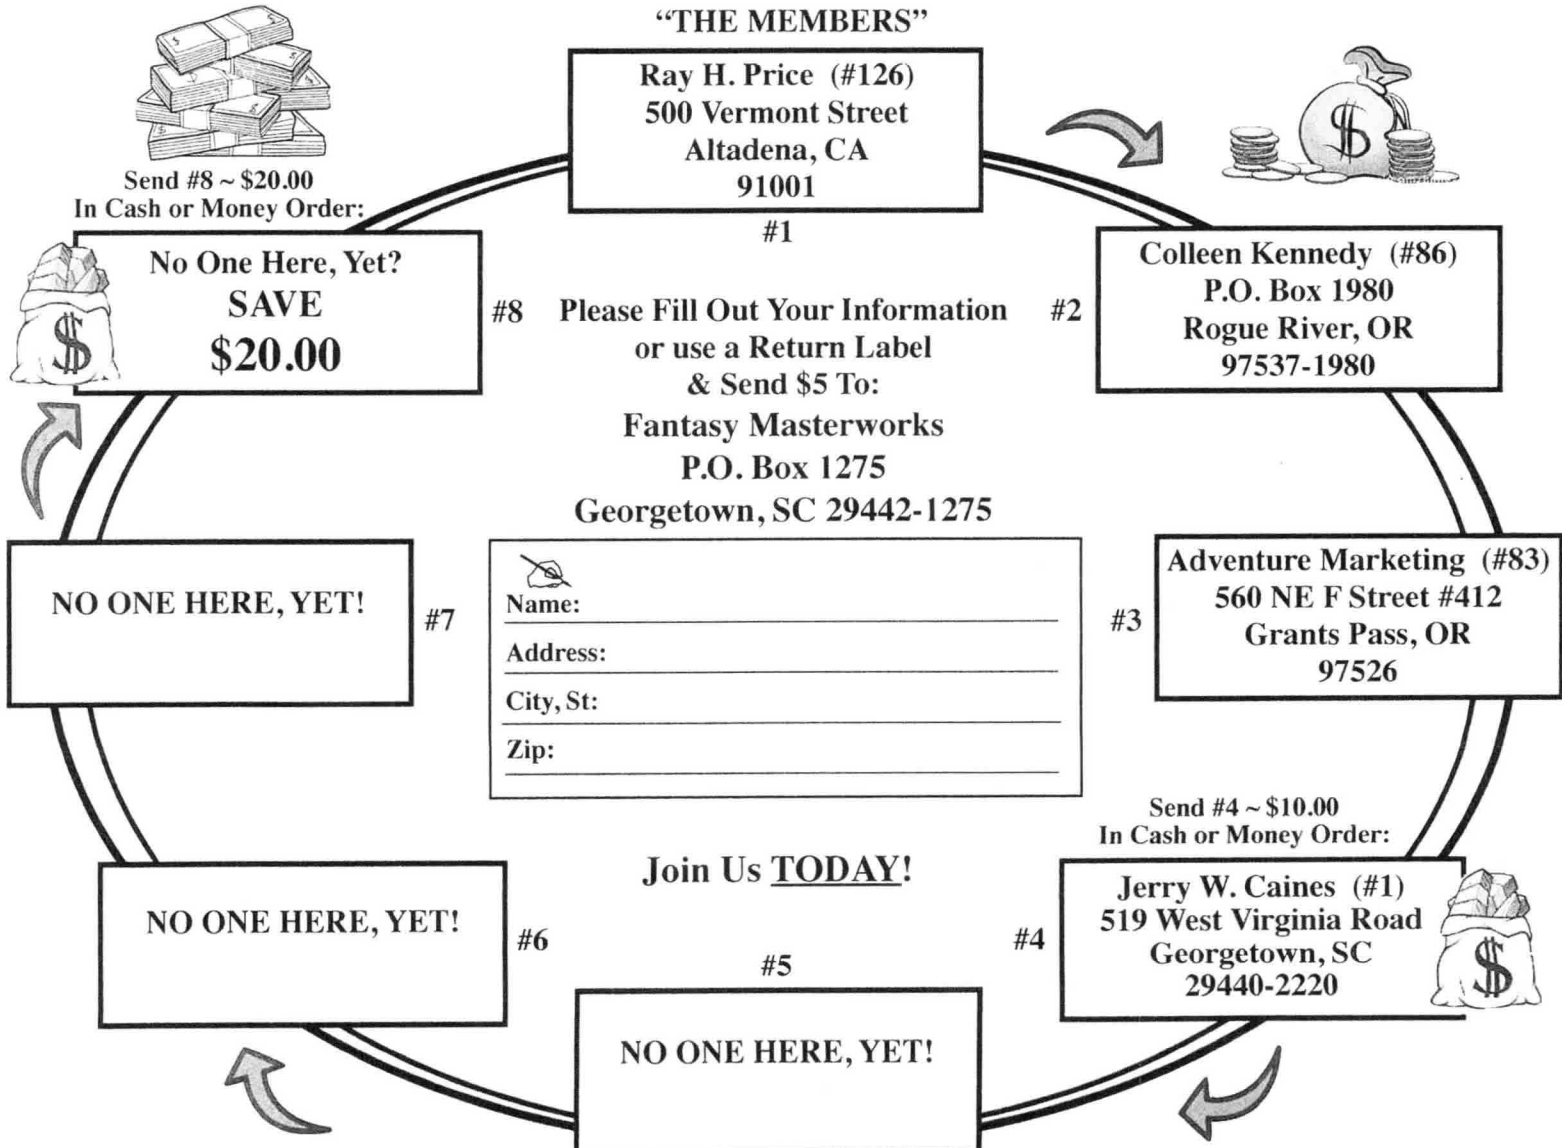 “THE MEMBERS”
Ray H. Price (#126)
500 Vermont Street
Altadena, CA
91001
#1
Send #8 ~ $20.00
In Cash or Money Order:
No One Here, Yet?
SAVE
$20.00
#8
Please Fill Out Your Information
or use a Return Label
& Send $5 To:
Fantasy Masterworks
P.O. Box 1275
Georgetown, SC 29442-1275
#2
Colleen Kennedy (#86)
P.O. Box 1980
Rogue River, OR
97537-1980
NO ONE HERE, YET!
#7
Name:
Address:
City, St:
Zip:
#3
Adventure Marketing (#83)
560 NE F Street #412
Grants Pass, OR
97526
Send #4 ~ $10.00
In Cash or Money Order:
Jerry W. Caines (#1)
519 West Virginia Road
Georgetown, SC
29440-2220
#4
Join Us TODAY!
NO ONE HERE, YET!
#6
#5
NO ONE HERE, YET!
$
$
$